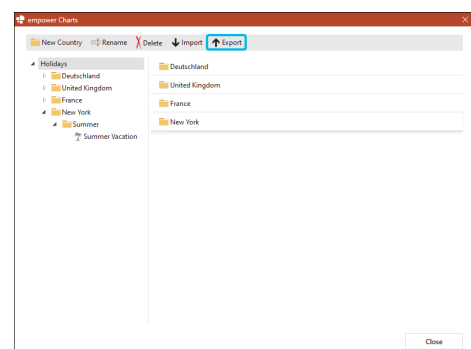 empower Charts
New Country Rename Delete Import Export
Holidays
Deutschland
United Kingdom
France
New York
Summer
Summer Vacation
Deutschland
United Kingdom
France
New York
Close